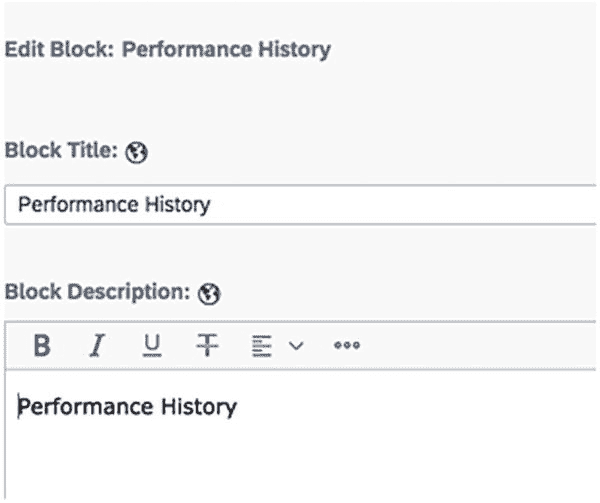 Edit Block: Performance History
Block Title:
Performance History
Block Description:
B I U T
Performance History